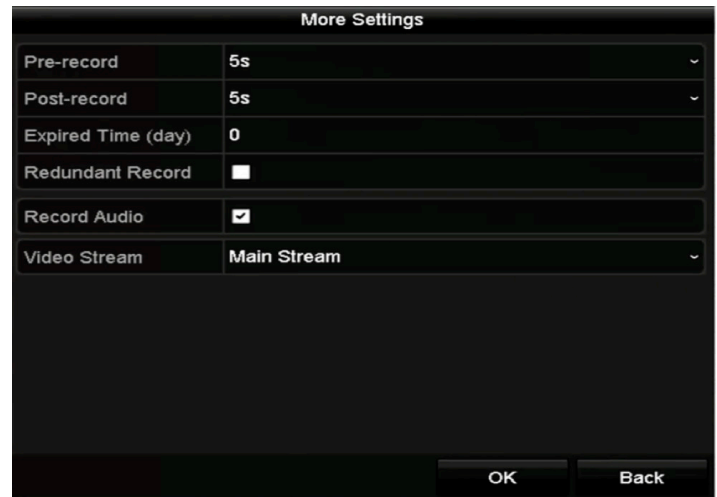 More Settings
Pre-record 5s
Post-record 5s
Expired Time (day) 0
Redundant Record
Record Audio
Video Stream Main Stream
OK Back